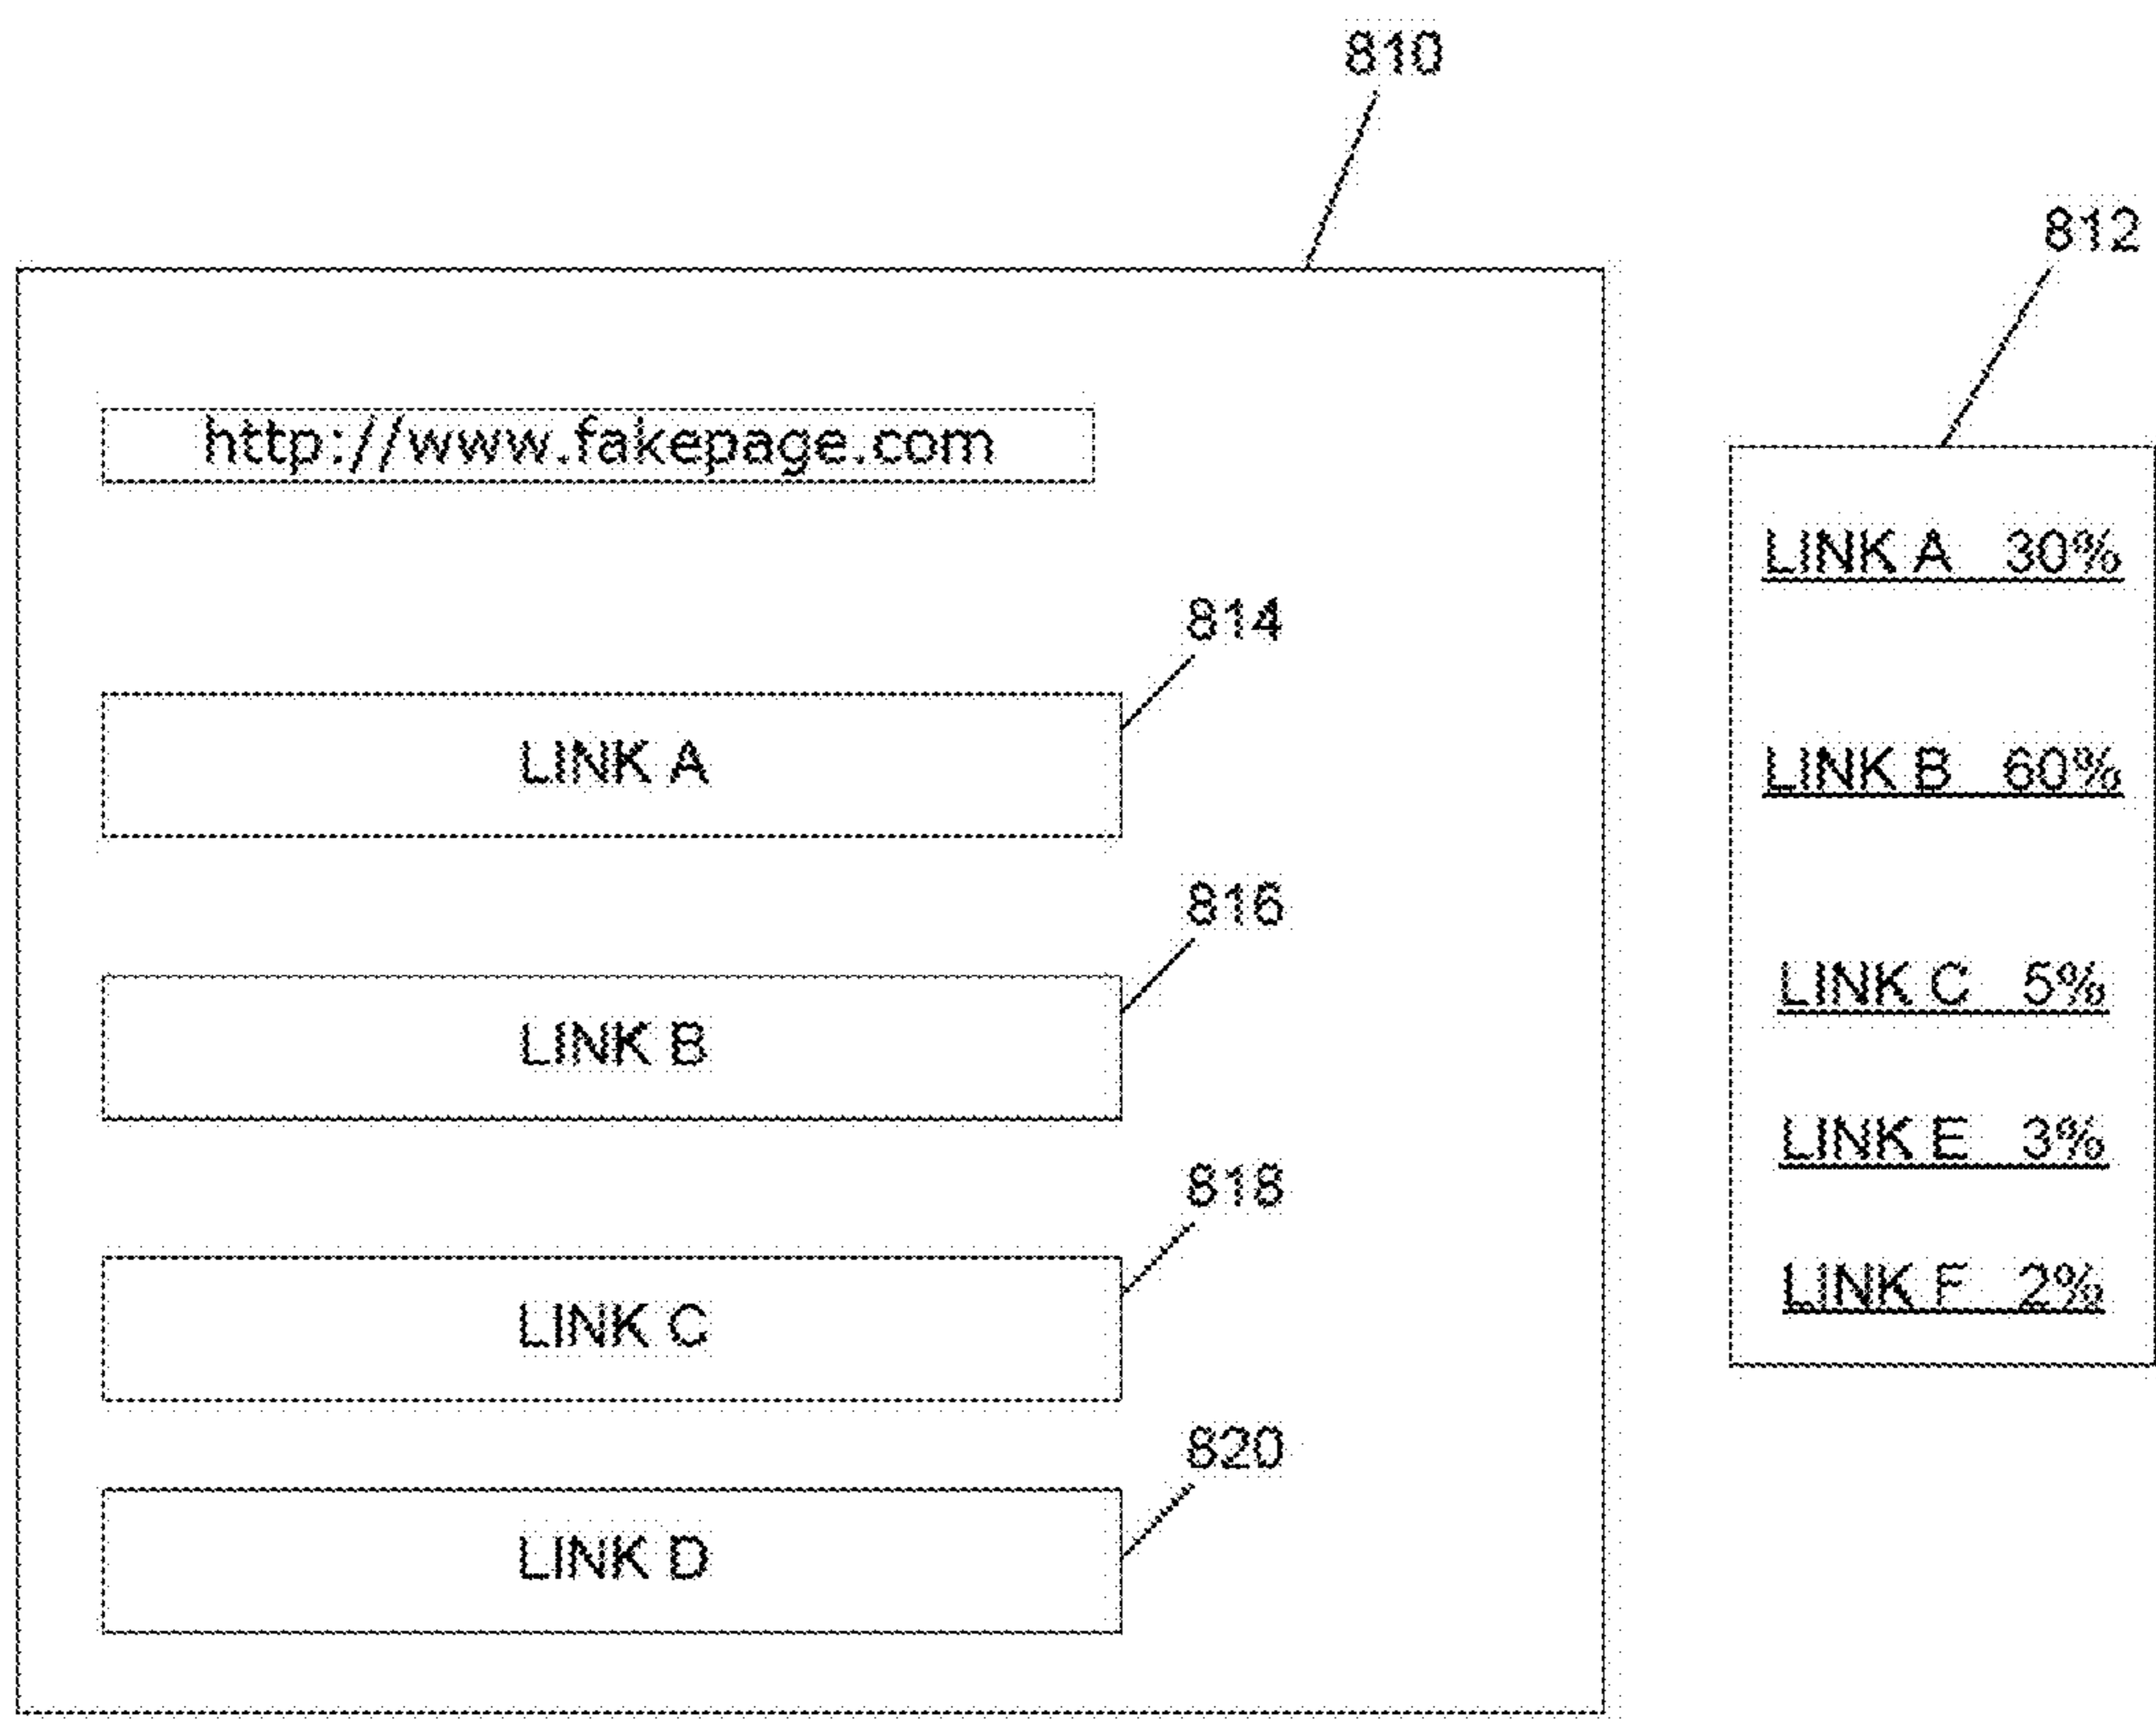 810
812
http://www.fakepage.com
LINK A 30%
814
LINK A
LINK B 60%
816
LINK B
LINK C 5%
LINK E 3%
818
LINK C
LINK F 2%
820
LINK D